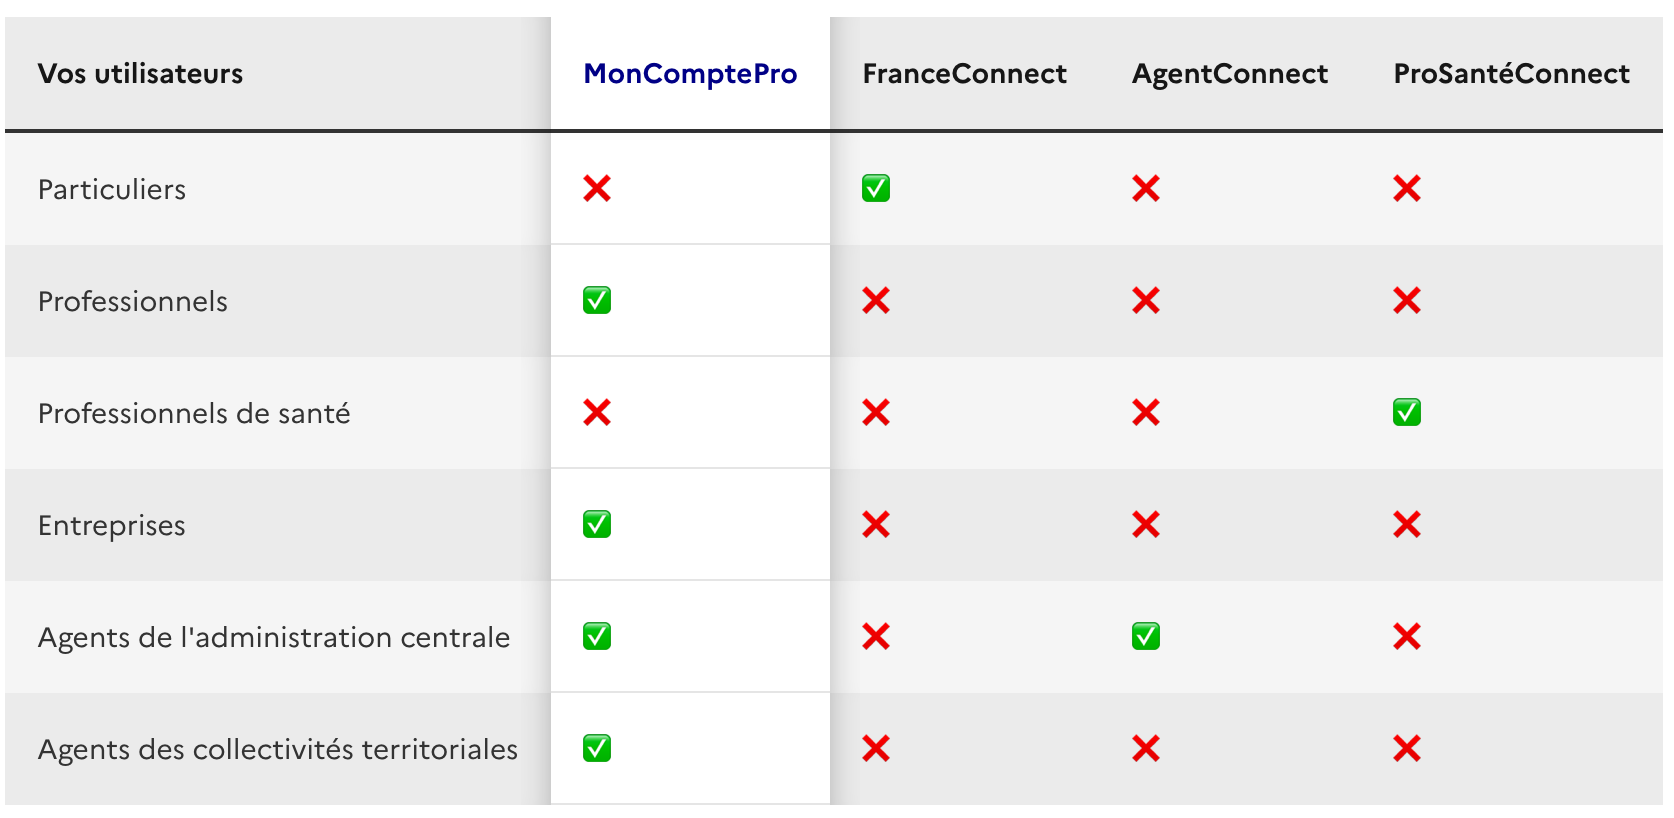 Vos utilisateurs MonComptePro FranceConnect AgentConnect ProSantéConnect
Particuliers ❌ ✅ ❌ ❌
Professionnels ✅ ❌ ❌ ❌
Professionnels de santé ❌ ❌ ❌ ✅
Entreprises ✅ ❌ ❌ ❌
Agents de l'administration centrale ✅ ❌ ✅ ❌
Agents des collectivités territoriales ✅ ❌ ❌ ❌